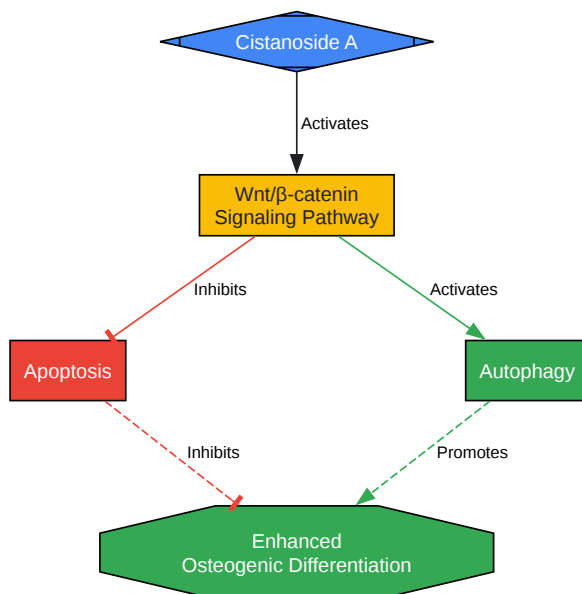 Cistanoside A
Activates
Wnt/β-catenin
Signaling Pathway
Inhibits
Activates
Apoptosis
Autophagy
Inhibits
Promotes
Enhanced
Osteogenic Differentiation